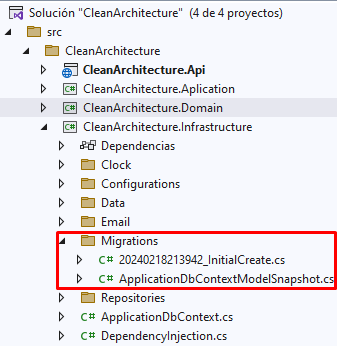 Solución "CleanArchitecture" (4 de 4 proyectos)
src
CleanArchitecture
CleanArchitecture.Api
CleanArchitecture.Aplication
CleanArchitecture.Domain
CleanArchitecture.Infrastructure
Dependencias
Clock
Configurations
Data
Email
Migrations
C# 20240218213942_InitialCreate.cs
C# ApplicationDbContextModelSnapshot.cs
Repositories
C# ApplicationDbContext.cs
C# DependencyInjection.cs